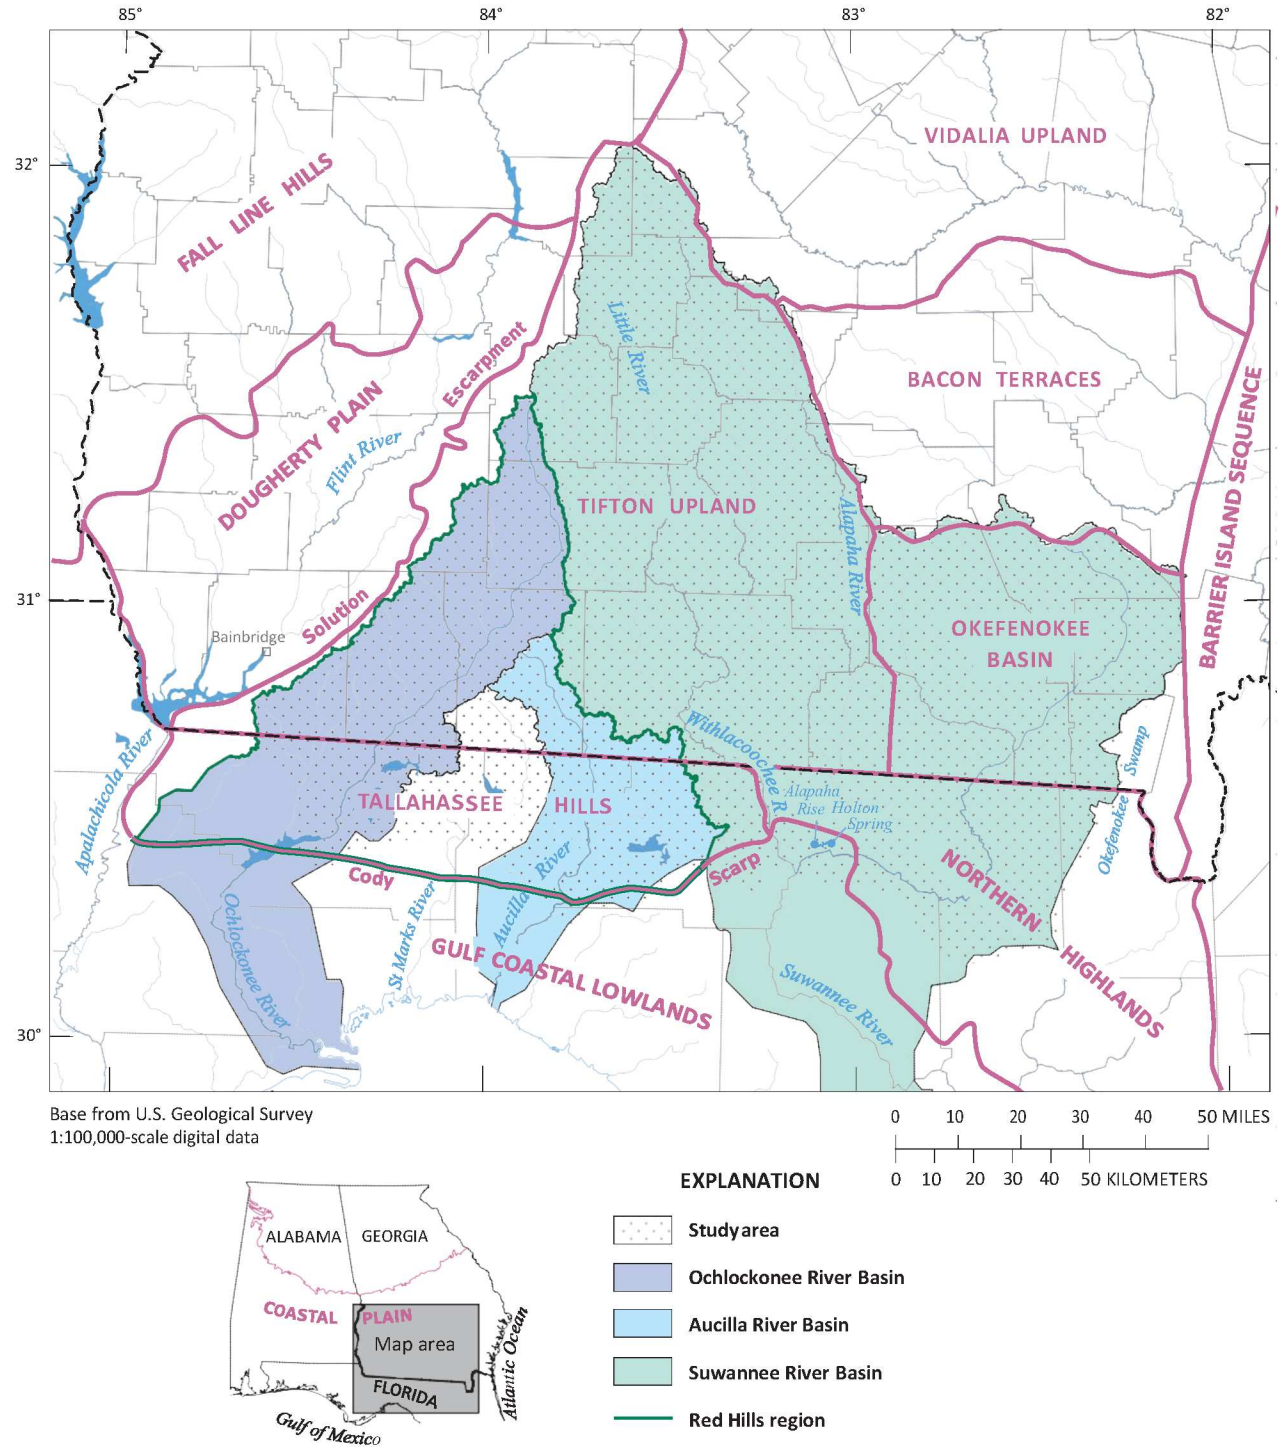 85°
84°
83°
82°
32°
31°
30°
VIDALIA UPLAND
FALL LINE HILLS
Little River
Escarpment
BACON TERRACES
DOUGHERTY PLAIN
Flint River
BARRIER ISLAND SEQUENCE
TIFTON UPLAND
Alapaha River
Solution
Bainbridge
OKEFENOKEE
BASIN
Withlacoochee R
Okefenokee Swamp
Apalachicola River
Alapaha
Rise
Holton
Spring
TALLAHASSEE HILLS
Cody
Scarp
Aucilla River
St Marks River
Ochlockonee River
NORTHERN HIGHLANDS
GULF COASTAL LOWLANDS
Suwannee River
Base from U.S. Geological Survey
1:100,000-scale digital data
0 10 20 30 40 50 MILES
0 10 20 30 40 50 KILOMETERS
ALABAMA
GEORGIA
COASTAL PLAIN
Map area
FLORIDA
Atlantic Ocean
Gulf of Mexico
EXPLANATION
Study area
Ochlockonee River Basin
Aucilla River Basin
Suwannee River Basin
Red Hills region